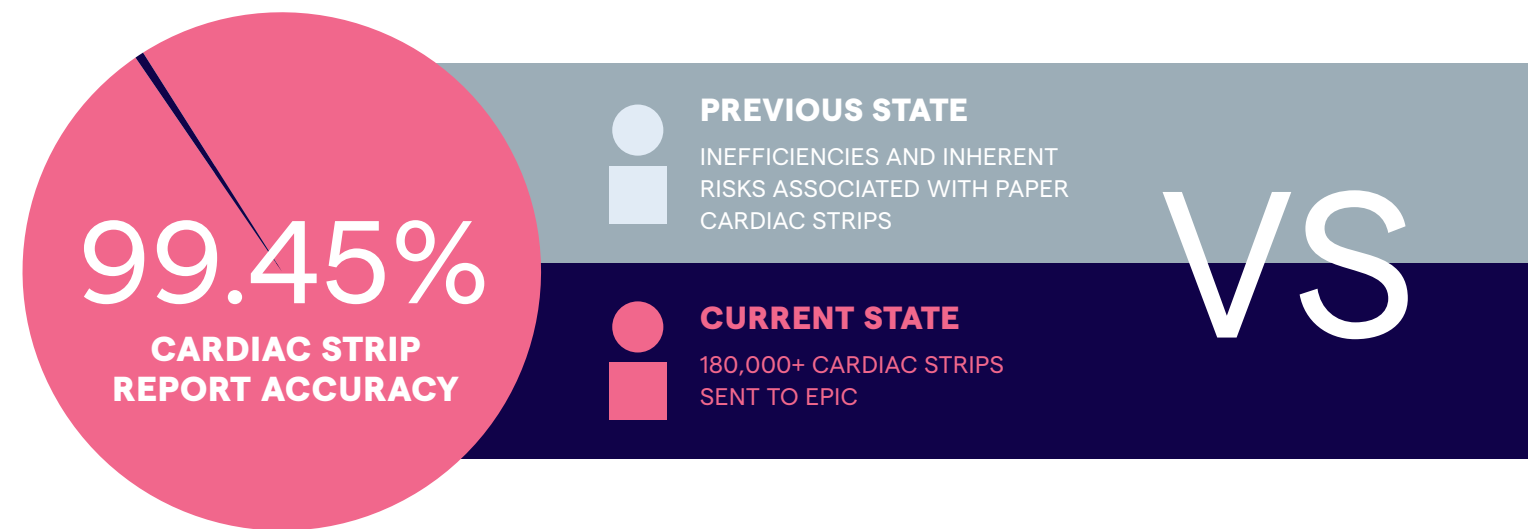 99.45%
CARDIAC STRIP
REPORT ACCURACY
PREVIOUS STATE
INEFFICIENCIES AND INHERENT
RISKS ASSOCIATED WITH PAPER
CARDIAC STRIPS
VS
CURRENT STATE
180,000+ CARDIAC STRIPS
SENT TO EPIC